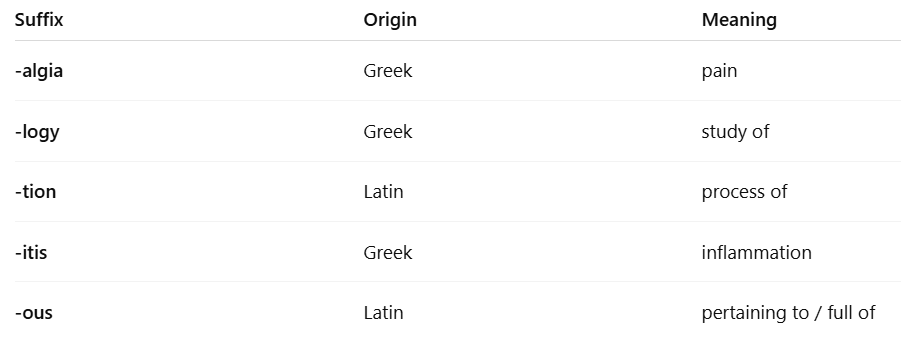 Suffix Origin Meaning
-algia Greek pain
-logy Greek study of
-tion Latin process of
-itis Greek inflammation
-ous Latin pertaining to / full of